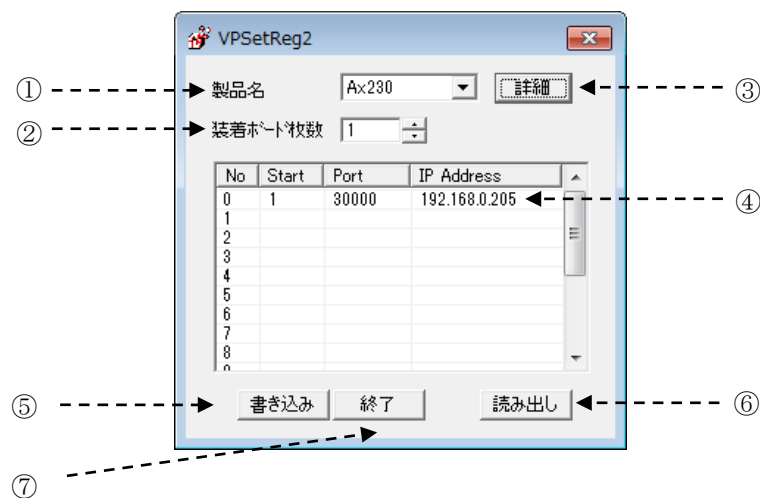 VPSetReg2
① 製品名 Ax230 詳細 ③
② 装着ボード枚数 1
No Start Port IP Address
0 1 30000 192.168.0.205 ④
1
2
3
4
5
6
7
8
⑤ 書き込み 終了 読み出し ⑥
⑦